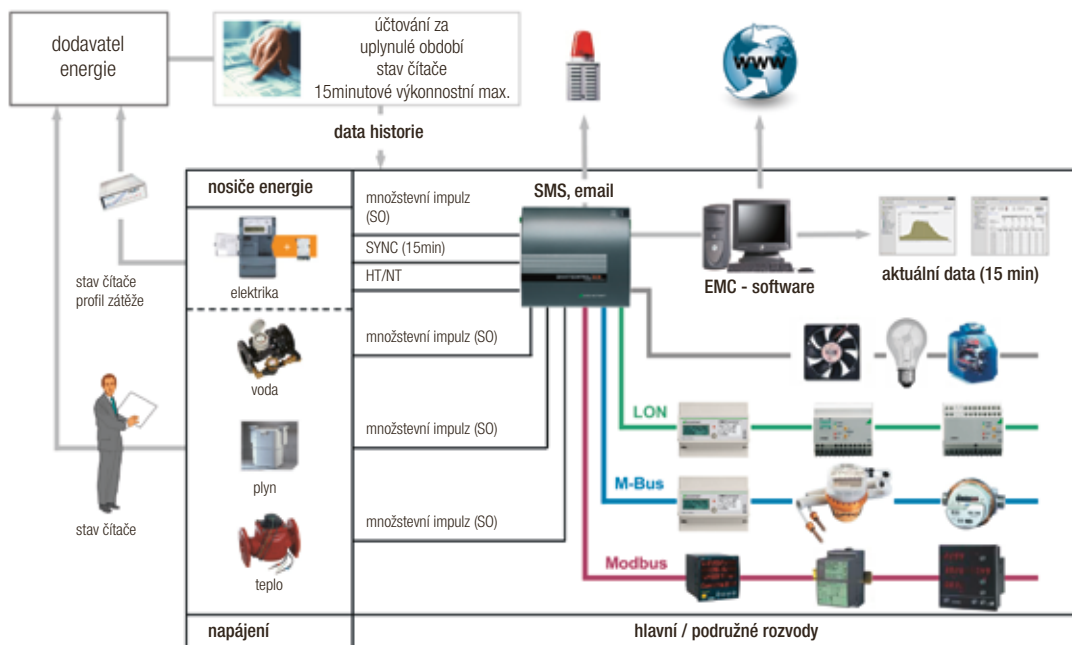 dodavatel
energie
účtování za
uplynulé období
stav čítače
15minutové výkonnostní max.
data historie
www
nosiče energie
množstevní impulz
(SO)
SMS, email
SYNC (15min)
HT/NT
elektrika
stav čítače
profil zátěže
EMC - software
aktuální data (15 min)
množstevní impulz (SO)
voda
LON
množstevní impulz (SO)
plyn
M-Bus
stav čítače
množstevní impulz (SO)
teplo
Modbus
napájení
hlavní / podružné rozvody